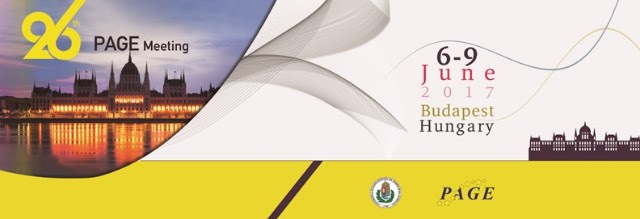 26th
PAGE Meeting
6-9
June
2017
Budapest
Hungary
PAGE